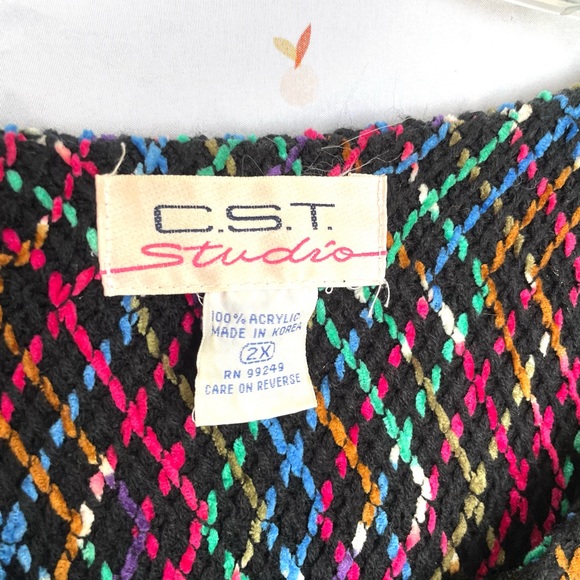 C.S.T.
Studio
100% ACRYLIC
MADE IN KOREA
2X
RN 99249
CARE ON REVERSE